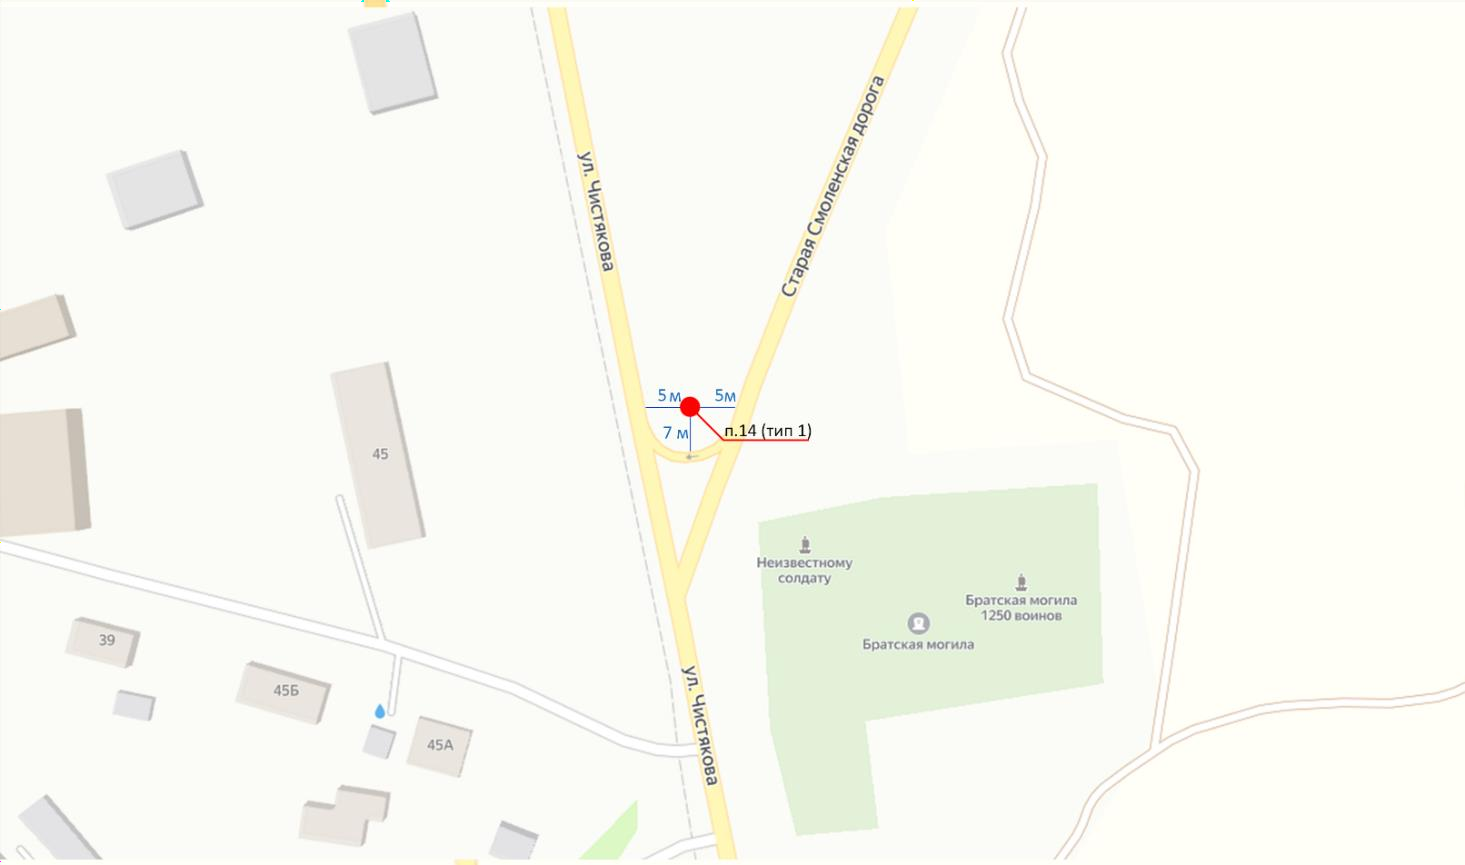 ул. Чистякова
Старая Смоленская дорога
5 м
5м
7 м
п.14 (тип 1)
45
Неизвестному
солдату
Братская могила
1250 воинов
Братская могила
39
45Б
45А
ул. Чистякова